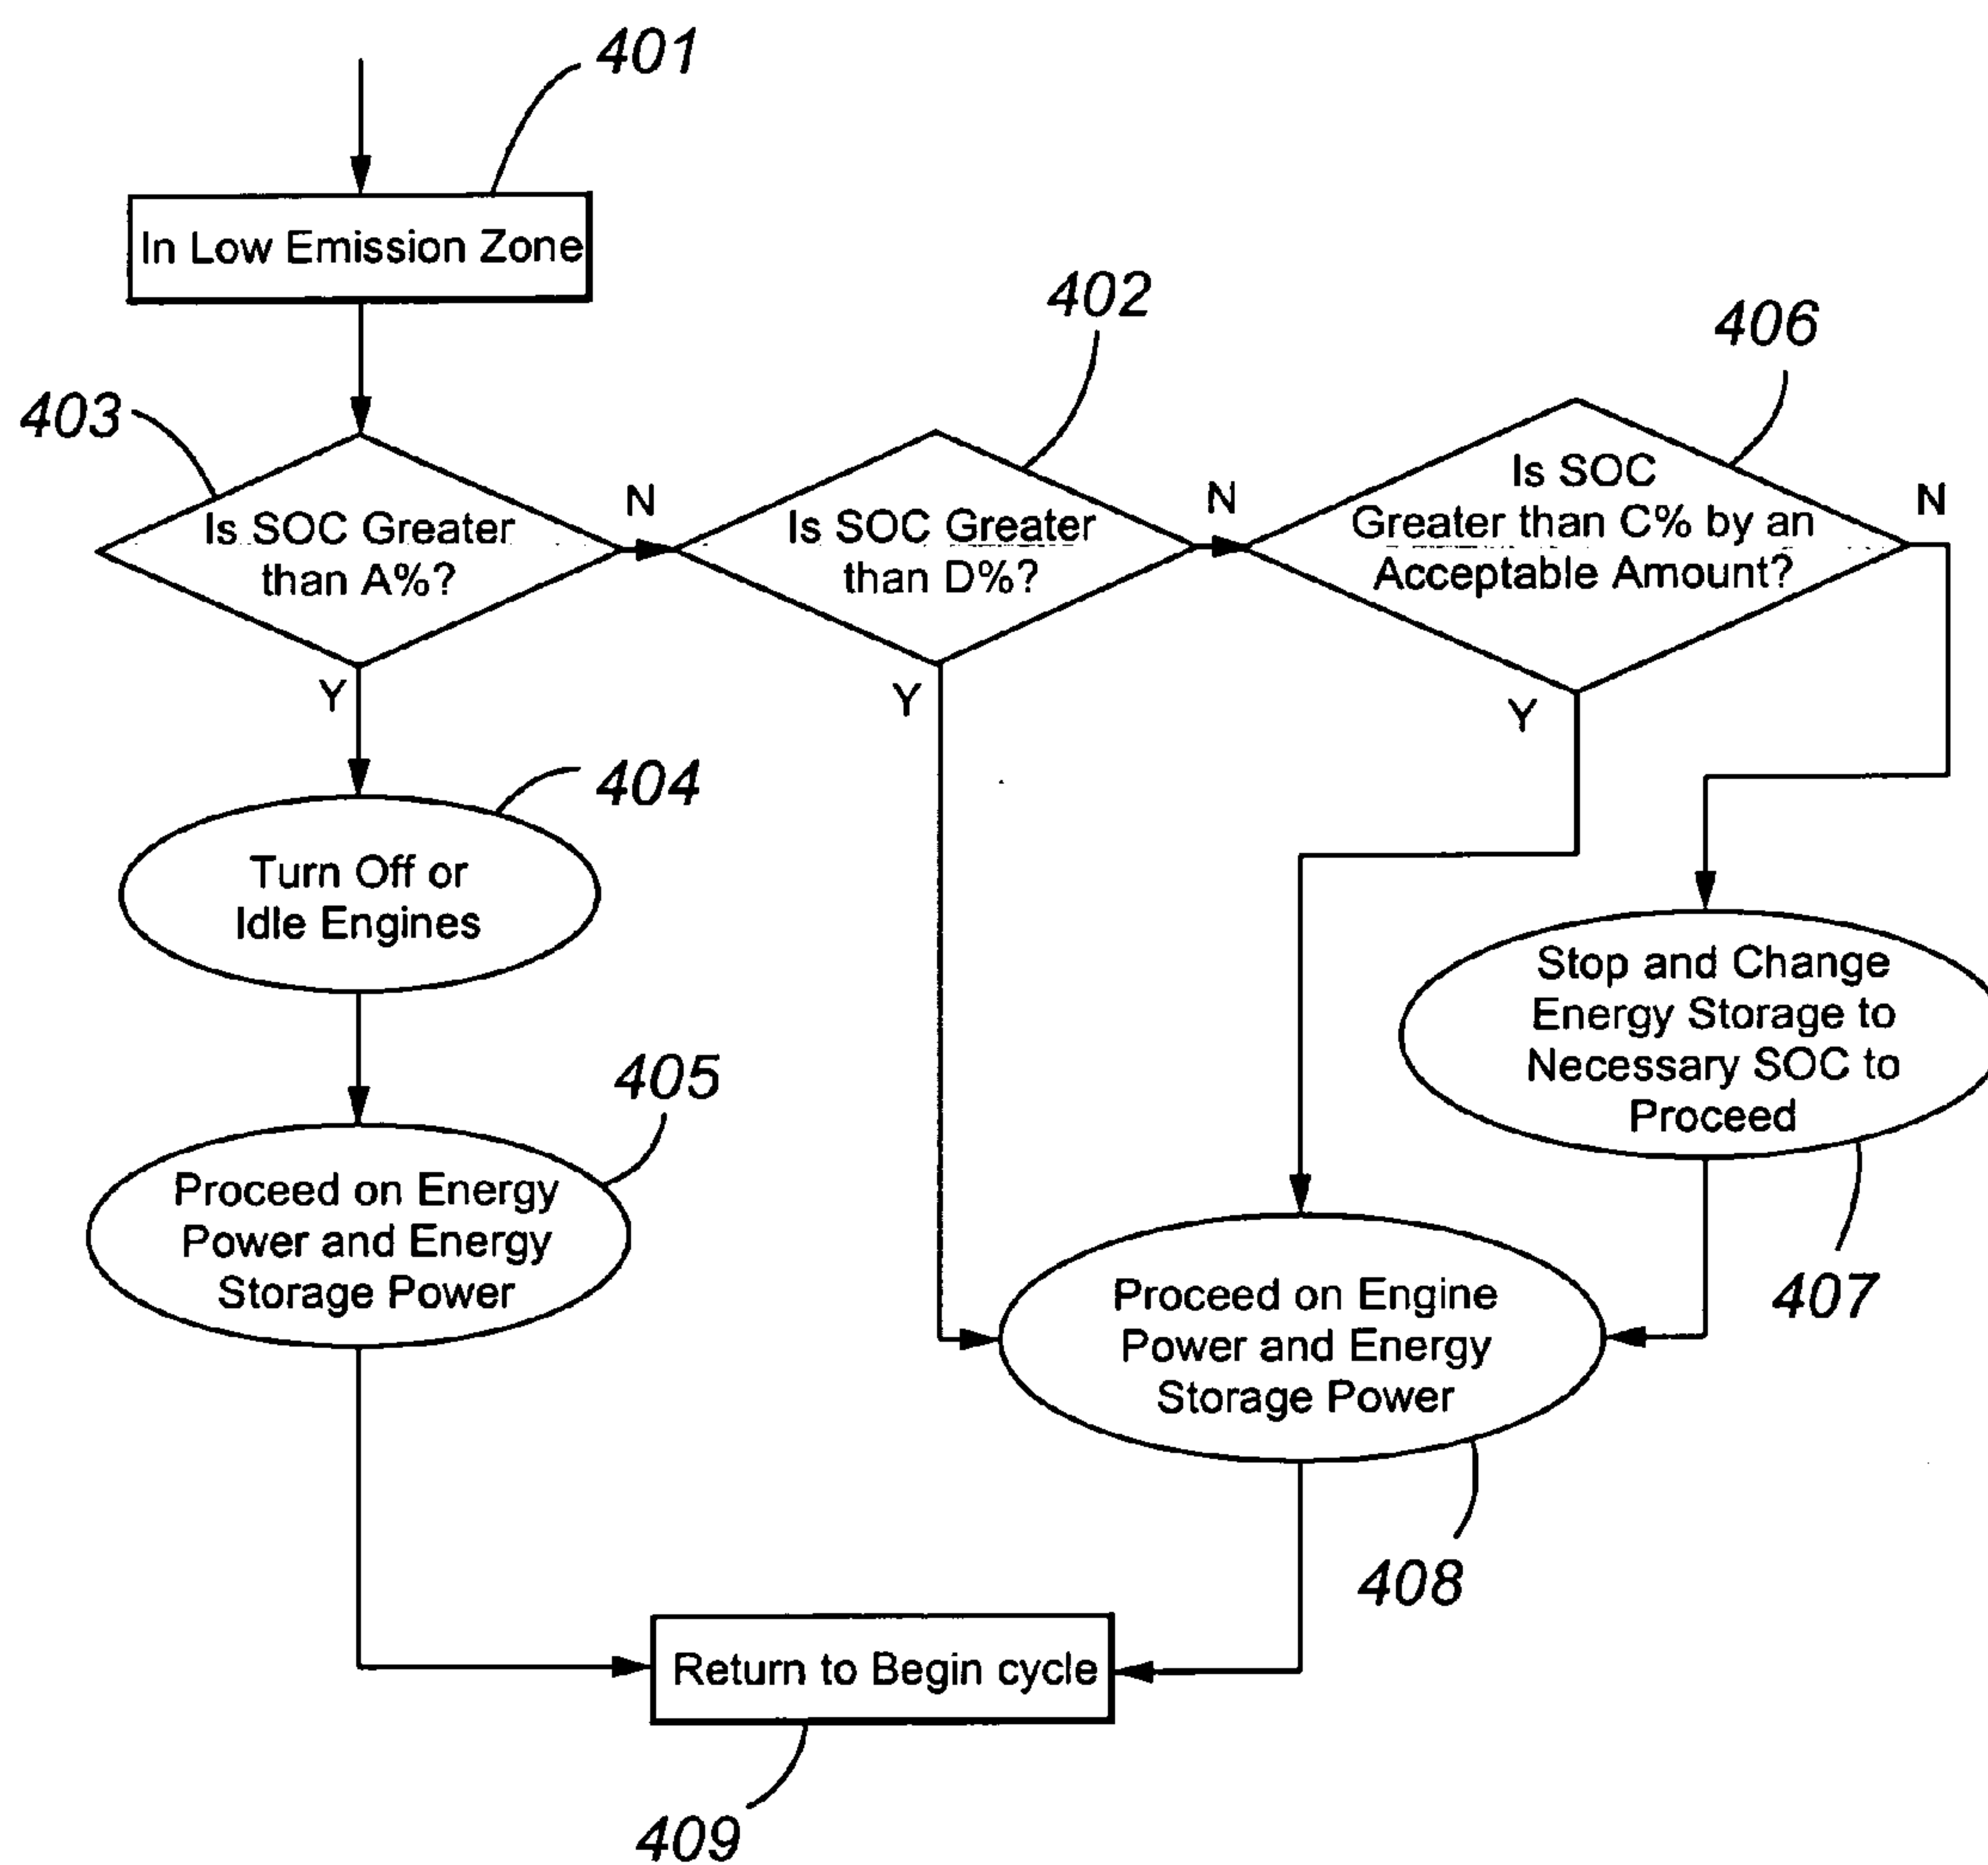 401
In Low Emission Zone
402
406
403
Is SOC Greater
than A%?
N
Is SOC Greater
than D%?
N
Is SOC
Greater than C% by an
Acceptable Amount?
N
Y
Y
Y
404
Turn Off or
Idle Engines
Stop and Change
Energy Storage to
Necessary SOC to
Proceed
405
Proceed on Energy
Power and Energy
Storage Power
407
Proceed on Engine
Power and Energy
Storage Power
408
Return to Begin cycle
409